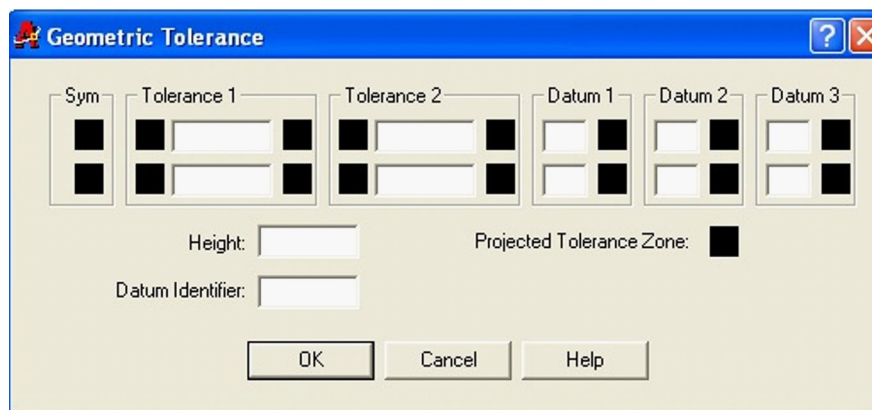 Geometric Tolerance
Sym Tolerance 1 Tolerance 2 Datum 1 Datum 2 Datum 3
Height: Projected Tolerance Zone:
Datum Identifier:
OK Cancel Help